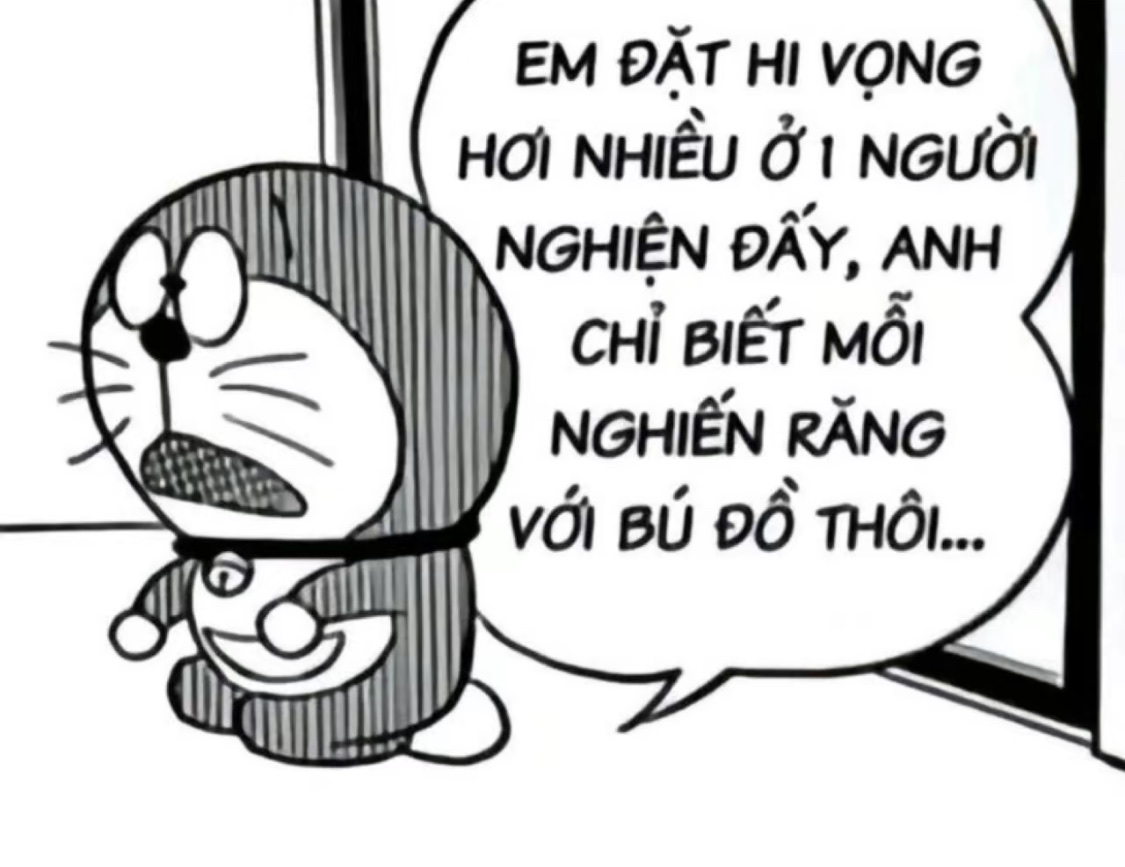 EM ĐẶT HI VỌNG
HƠI NHIỀU Ở 1 NGƯỜI
NGHIỆN ĐẤY, ANH
CHỈ BIẾT MỖI
NGHIẾN RĂNG
VỚI BÚ ĐỒ THÔI...